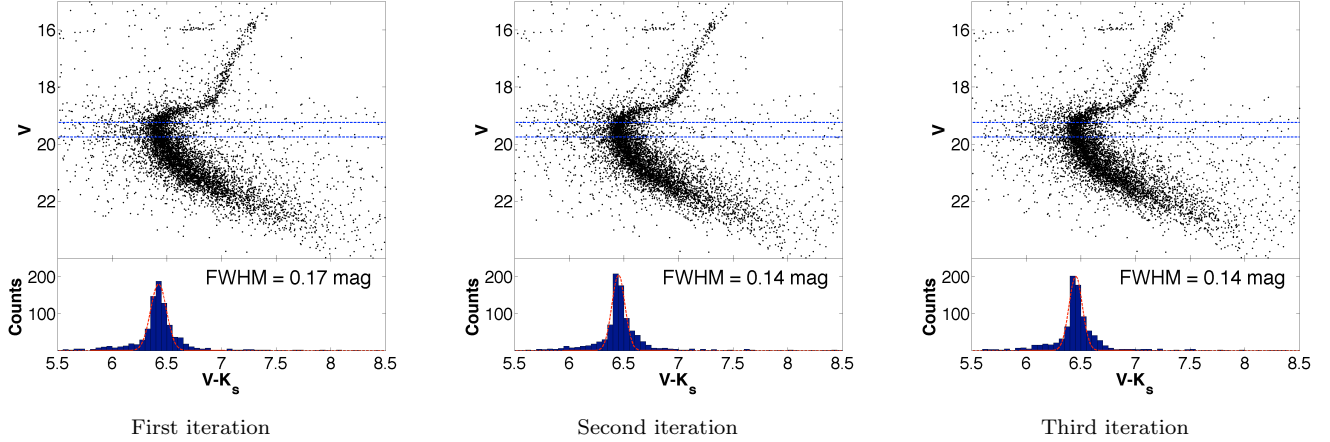 16
18
V
20
22
FWHM = 0.17 mag
200
Counts
100
5.5 6 6.5 7 7.5 8 8.5
V-Ks
First iteration
16
18
V
20
22
FWHM = 0.14 mag
200
Counts
100
5.5 6 6.5 7 7.5 8 8.5
V-Ks
Second iteration
16
18
V
20
22
FWHM = 0.14 mag
200
Counts
100
5.5 6 6.5 7 7.5 8 8.5
V-Ks
Third iteration